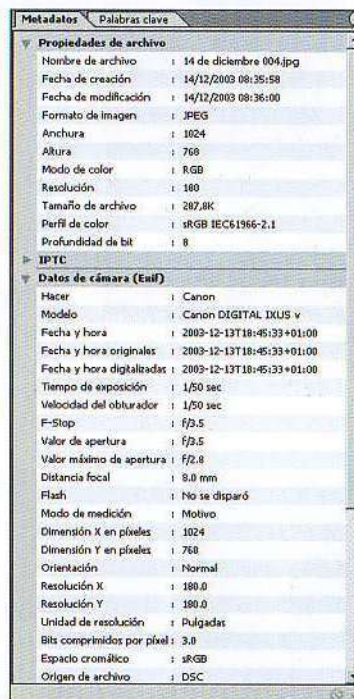 Metadatos Palabras clave
Propiedades de archivo
Nombre de archivo : 14 de diciembre 004.jpg
Fecha de creación : 14/12/2003 08:35:58
Fecha de modificación : 14/12/2003 08:36:00
Formato de imagen : JPEG
Anchura : 1024
Altura : 768
Modo de color : RGB
Resolución : 180
Tamaño de archivo : 287,8K
Perfil de color : sRGB IEC61966-2.1
Profundidad de bit : 8
IPTC
Datos de cámara (Exif)
Hacer : Canon
Modelo : Canon DIGITAL IXUS v
Fecha y hora : 2003-12-13T18:45:33+01:00
Fecha y hora originales : 2003-12-13T18:45:33+01:00
Fecha y hora digitalizadas : 2003-12-13T18:45:33+01:00
Tiempo de exposición : 1/50 sec
Velocidad del obturador : 1/50 sec
F-Stop : f/3.5
Valor de apertura : f/3.5
Valor máximo de apertura : f/2.8
Distancia focal : 8.0 mm
Flash : No se disparó
Modo de medición : Motivo
Dimensión X en píxeles : 1024
Dimensión Y en píxeles : 768
Orientación : Normal
Resolución X : 180.0
Resolución Y : 180.0
Unidad de resolución : Pulgadas
Bits comprimidos por píxel : 3.0
Espacio cromático : sRGB
Origen de archivo : DSC